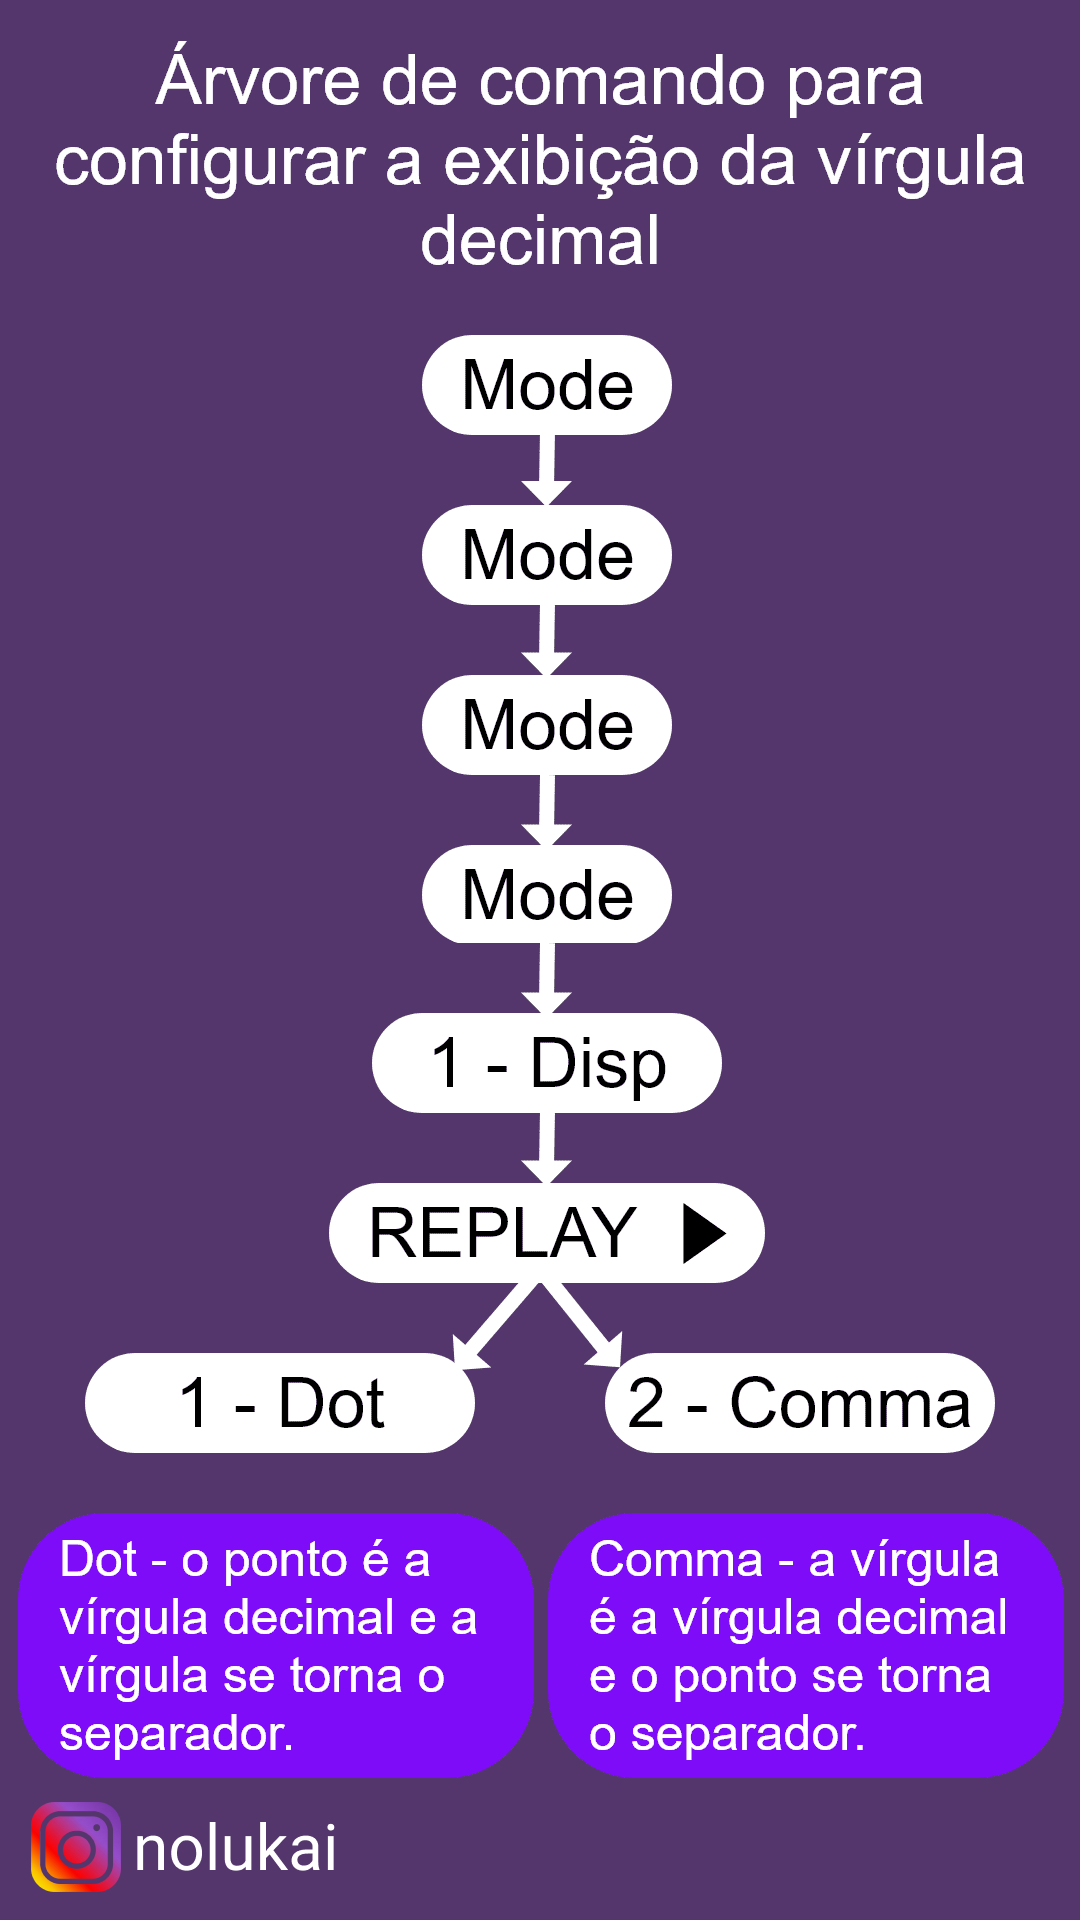 Árvore de comando para
configurar a exibição da vírgula
decimal
Mode
Mode
Mode
Mode
1 - Disp
REPLAY
1 - Dot
2 - Comma
Dot - o ponto é a
vírgula decimal e a
vírgula se torna o
separador.
Comma - a vírgula
é a vírgula decimal
e o ponto se torna
o separador.
nolukai